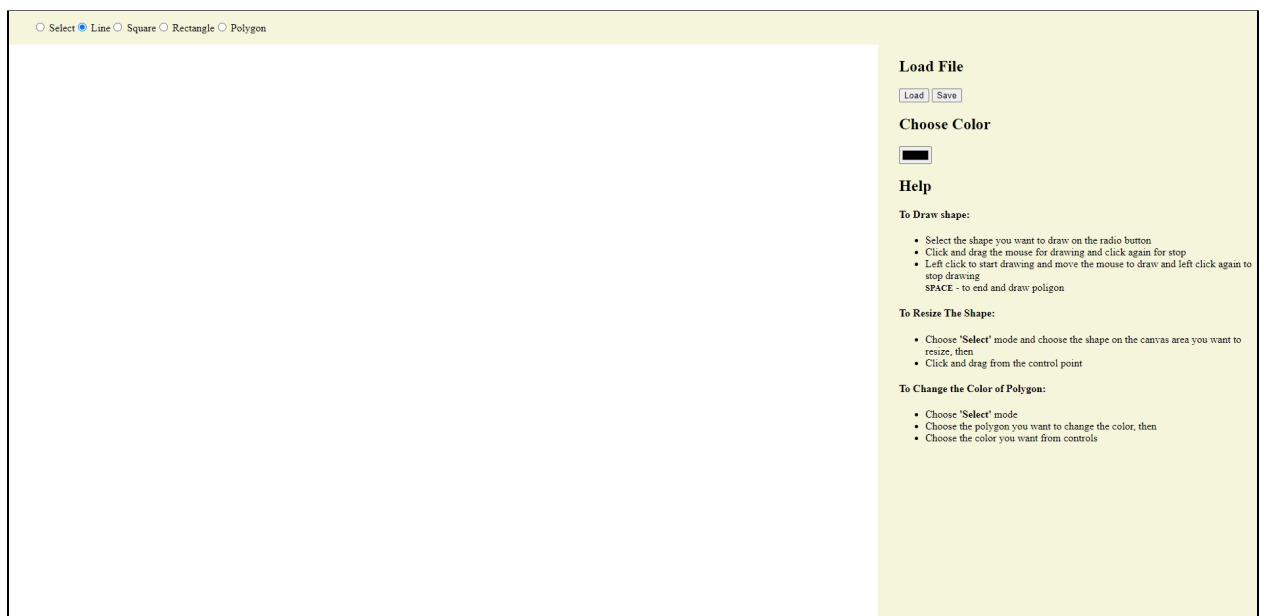 Select Line Square Rectangle Polygon
Load File
Load Save
Choose Color
Help
To Draw shape:
Select the shape you want to draw on the radio button
Click and drag the mouse for drawing and click again for stop
Left click to start drawing and move the mouse to draw and left click again to
stop drawing
SPACE - to end and draw poligon
To Resize The Shape:
Choose 'Select' mode and choose the shape on the canvas area you want to
resize, then
Click and drag from the control point
To Change the Color of Polygon:
Choose 'Select' mode
Choose the polygon you want to change the color, then
Choose the color you want from controls